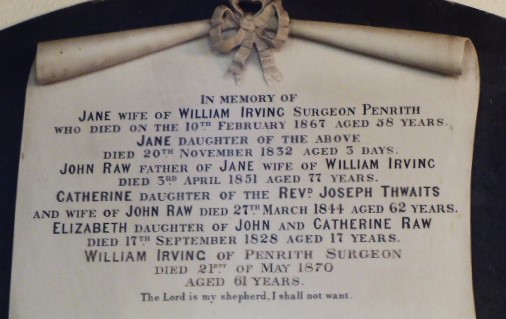 IN MEMORY OF
JANE WIFE OF WILLIAM IRVING SURGEON PENRITH
WHO DIED ON THE 10TH FEBRUARY 1867 AGED 58 YEARS.
JANE DAUGHTER OF THE ABOVE
DIED 20TH NOVEMBER 1832 AGED 3 DAYS.
JOHN RAW FATHER OF JANE WIFE OF WILLIAM IRVING
DIED 3RD APRIL 1851 AGED 77 YEARS.
CATHERINE DAUGHTER OF THE REVD JOSEPH THWAITS
AND WIFE OF JOHN RAW DIED 27TH MARCH 1844 AGED 62 YEARS.
ELIZABETH DAUGHTER OF JOHN AND CATHERINE RAW
DIED 17TH SEPTEMBER 1828 AGED 17 YEARS.
WILLIAM IRVING OF PENRITH SURGEON
DIED 21ST OF MAY 1870
AGED 61 YEARS.
The Lord is my shepherd, I shall not want.